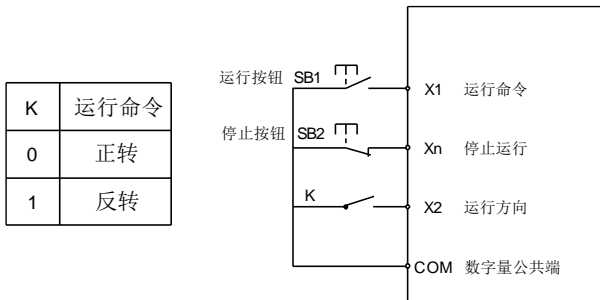 K 运行命令
0 正转
1 反转
运行按钮 SB1 X1 运行命令
停止按钮 SB2 Xn 停止运行
K X2 运行方向
COM 数字量公共端